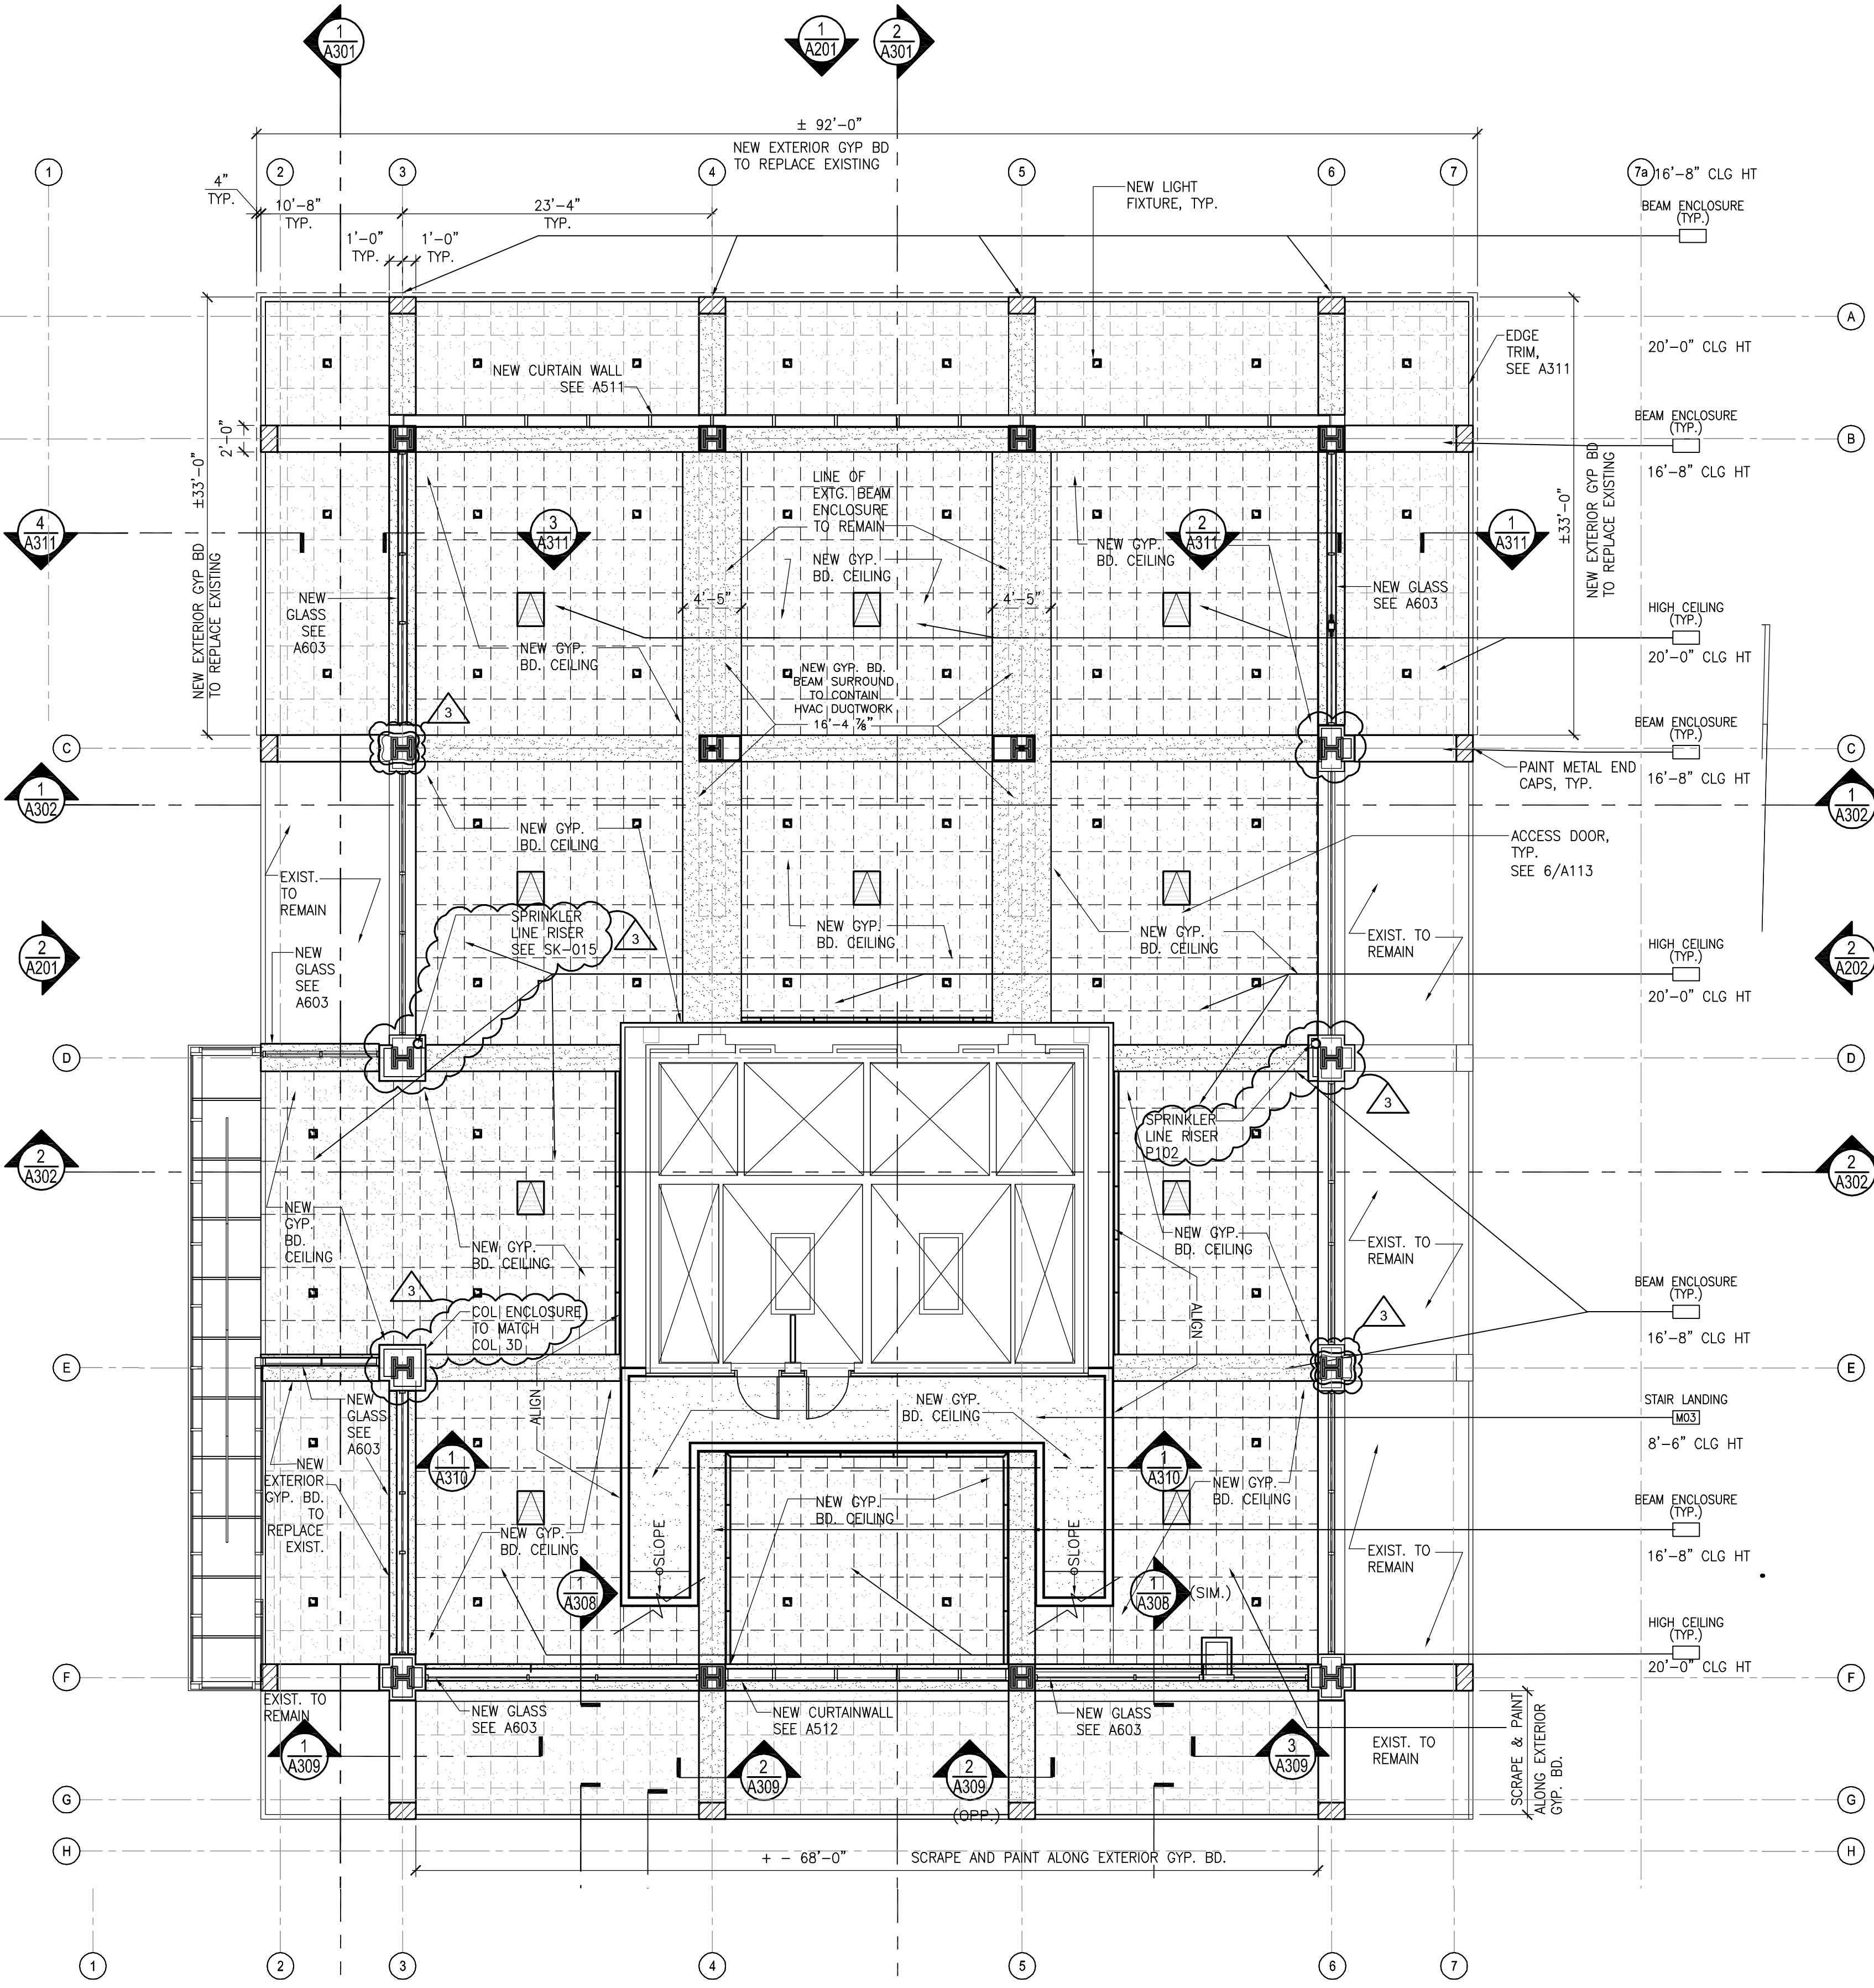 1
A301
1
A201
2
A301
± 92'-0"
NEW EXTERIOR GYP BD
TO REPLACE EXISTING
1
2
3
4
5
6
7
7a
16'-8" CLG HT
4"
TYP.
10'-8"
TYP.
23'-4"
TYP.
1'-0"
TYP.
1'-0"
TYP.
NEW LIGHT
FIXTURE, TYP.
BEAM ENCLOSURE
(TYP.)
A
EDGE
TRIM,
SEE A311
20'-0" CLG HT
NEW CURTAIN WALL
SEE A511
2'-0"
BEAM ENCLOSURE
(TYP.)
B
16'-8" CLG HT
±33'-0"
NEW EXTERIOR GYP BD
TO REPLACE EXISTING
±33'-0"
NEW EXTERIOR GYP BD
TO REPLACE EXISTING
LINE OF
EXTG. BEAM
ENCLOSURE
TO REMAIN
4
A311
3
A311
2
A311
1
A311
NEW GYP.
BD. CEILING
NEW GYP.
BD. CEILING
NEW
GLASS
SEE
A603
4'-5"
4'-5"
NEW GLASS
SEE A603
HIGH CEILING
(TYP.)
20'-0" CLG HT
NEW GYP.
BD. CEILING
NEW GYP. BD.
BEAM SURROUND
TO CONTAIN
HVAC DUCTWORK
16'-4 ⅞"
3
BEAM ENCLOSURE
(TYP.)
C
C
PAINT METAL END
CAPS, TYP.
16'-8" CLG HT
1
A302
1
A302
NEW GYP.
BD. CEILING
ACCESS DOOR,
TYP.
SEE 6/A113
EXIST.
TO
REMAIN
SPRINKLER
LINE RISER
SEE SK-015
3
NEW GYP.
BD. CEILING
NEW GYP.
BD. CEILING
EXIST. TO
REMAIN
2
A201
2
A202
NEW
GLASS
SEE
A603
HIGH CEILING
(TYP.)
20'-0" CLG HT
D
D
3
SPRINKLER
LINE RISER
P102
2
A302
2
A302
NEW
GYP.
BD.
CEILING
NEW GYP.
BD. CEILING
NEW GYP.
BD. CEILING
EXIST. TO
REMAIN
3
COL ENCLOSURE
TO MATCH
COL 3D
ALIGN
3
BEAM ENCLOSURE
(TYP.)
16'-8" CLG HT
E
E
NEW
GLASS
SEE
A603
ALIGN
NEW GYP.
BD. CEILING
STAIR LANDING
M03
8'-6" CLG HT
1
A310
1
A310
NEW
EXTERIOR
GYP. BD.
TO
REPLACE
EXIST.
NEW GYP.
BD. CEILING
NEW GYP.
BD. CEILING
NEW GYP.
BD. CEILING
SLOPE
SLOPE
BEAM ENCLOSURE
(TYP.)
16'-8" CLG HT
EXIST. TO
REMAIN
1
A308
1
A308
(SIM.)
HIGH CEILING
(TYP.)
20'-0" CLG HT
F
F
EXIST. TO
REMAIN
NEW GLASS
SEE A603
NEW CURTAINWALL
SEE A512
NEW GLASS
SEE A603
EXIST. TO
REMAIN
SCRAPE & PAINT
ALONG EXTERIOR
GYP. BD.
1
A309
2
A309
2
A309
(OPP.)
3
A309
G
G
H
H
+ - 68'-0" SCRAPE AND PAINT ALONG EXTERIOR GYP. BD.
1
2
3
4
5
6
7